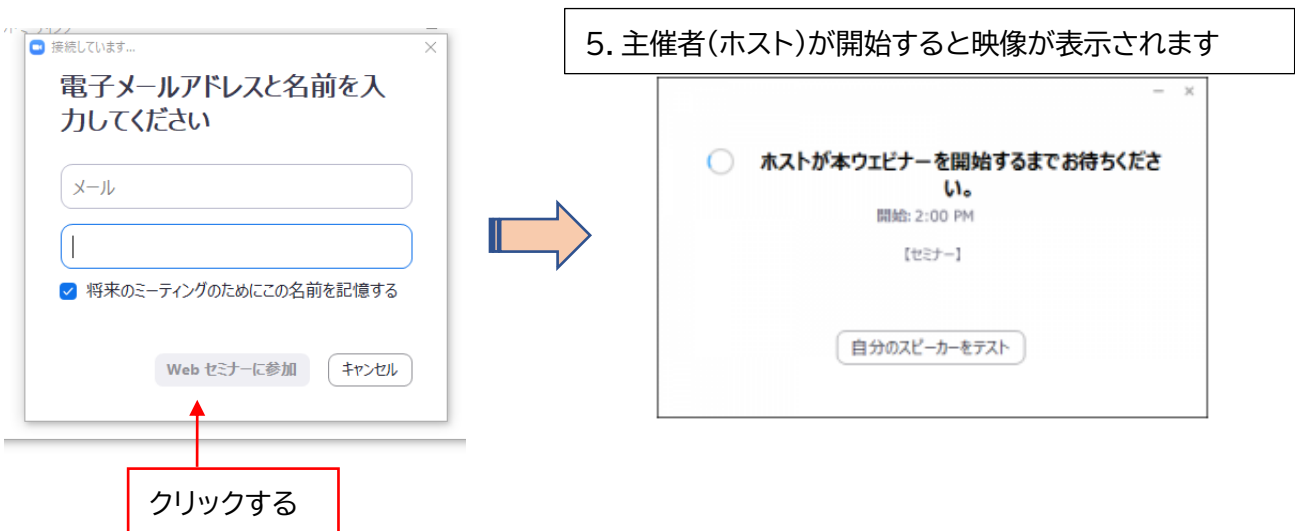 接続しています...
電子メールアドレスと名前を入
力してください
メール
将来のミーティングのためにこの名前を記憶する
Web セミナーに参加
キャンセル
クリックする
5. 主催者(ホスト)が開始すると映像が表示されます
ホストが本ウェビナーを開始するまでお待ちくださ
い。
開始: 2:00 PM
【セミナー】
自分のスピーカーをテスト